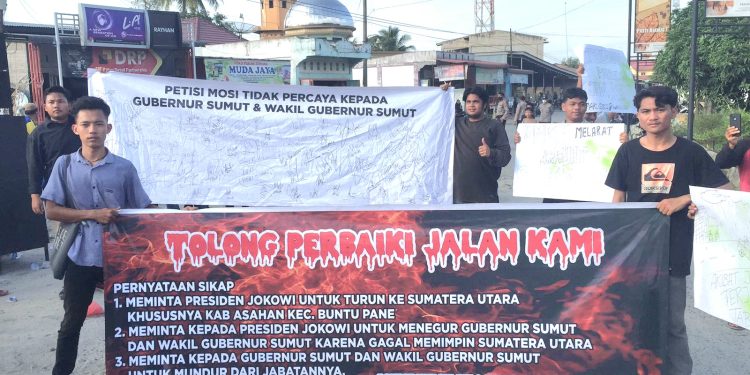 LA
RAYMAN
DRP
MUDA JAYA
PETISI MOSI TIDAK PERCAYA KEPADA
GUBERNUR SUMUT & WAKIL GUBERNUR SUMUT
MELARAT
QUIKSILVER
TOLONG PERBAIKI JALAN KAMI
PERNYATAAN SIKAP
1. MEMINTA PRESIDEN JOKOWI UNTUK TURUN KE SUMATERA UTARA
KHUSUSNYA KAB ASAHAN KEC. BUNTU PANE
2. MEMINTA KEPADA PRESIDEN JOKOWI UNTUK MENEGUR GUBERNUR SUMUT
DAN WAKIL GUBERNUR SUMUT KARENA GAGAL MEMIMPIN SUMATERA UTARA
3. MEMINTA KEPADA GUBERNUR SUMUT DAN WAKIL GUBERNUR SUMUT
UNTUK MUNDUR DARI JABATANNYA.